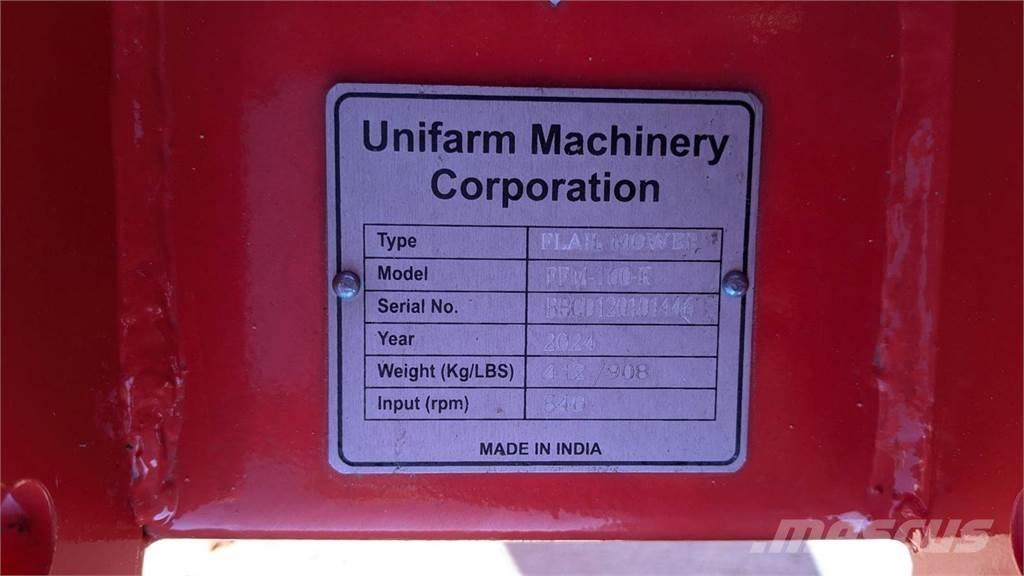 Unifarm Machinery
Corporation
Type FLAIL MOWER
Model
Serial No.
Year 2024
Weight (Kg/LBS) 412/908
Input (rpm) 540
MADE IN INDIA
mascus